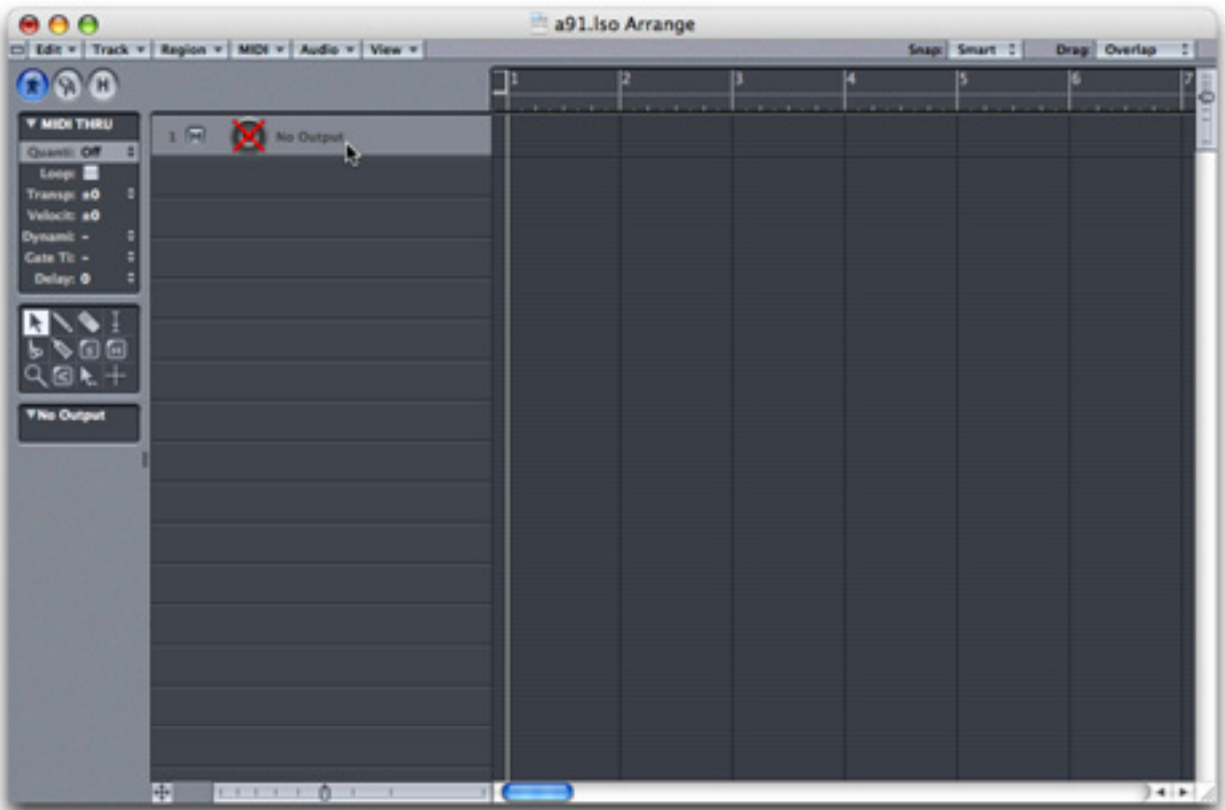 a91.lso Arrange
Edit Track Region MIDI Audio View Snap: Smart Drag: Overlap
H 1 2 3 4 5 6 7
MIDI THRU
1 M No Output
Quanti: Off
Loop:
Transp: ±0
Velocit: ±0
Dynami: -
Gate Ti: -
Delay: 0
No Output